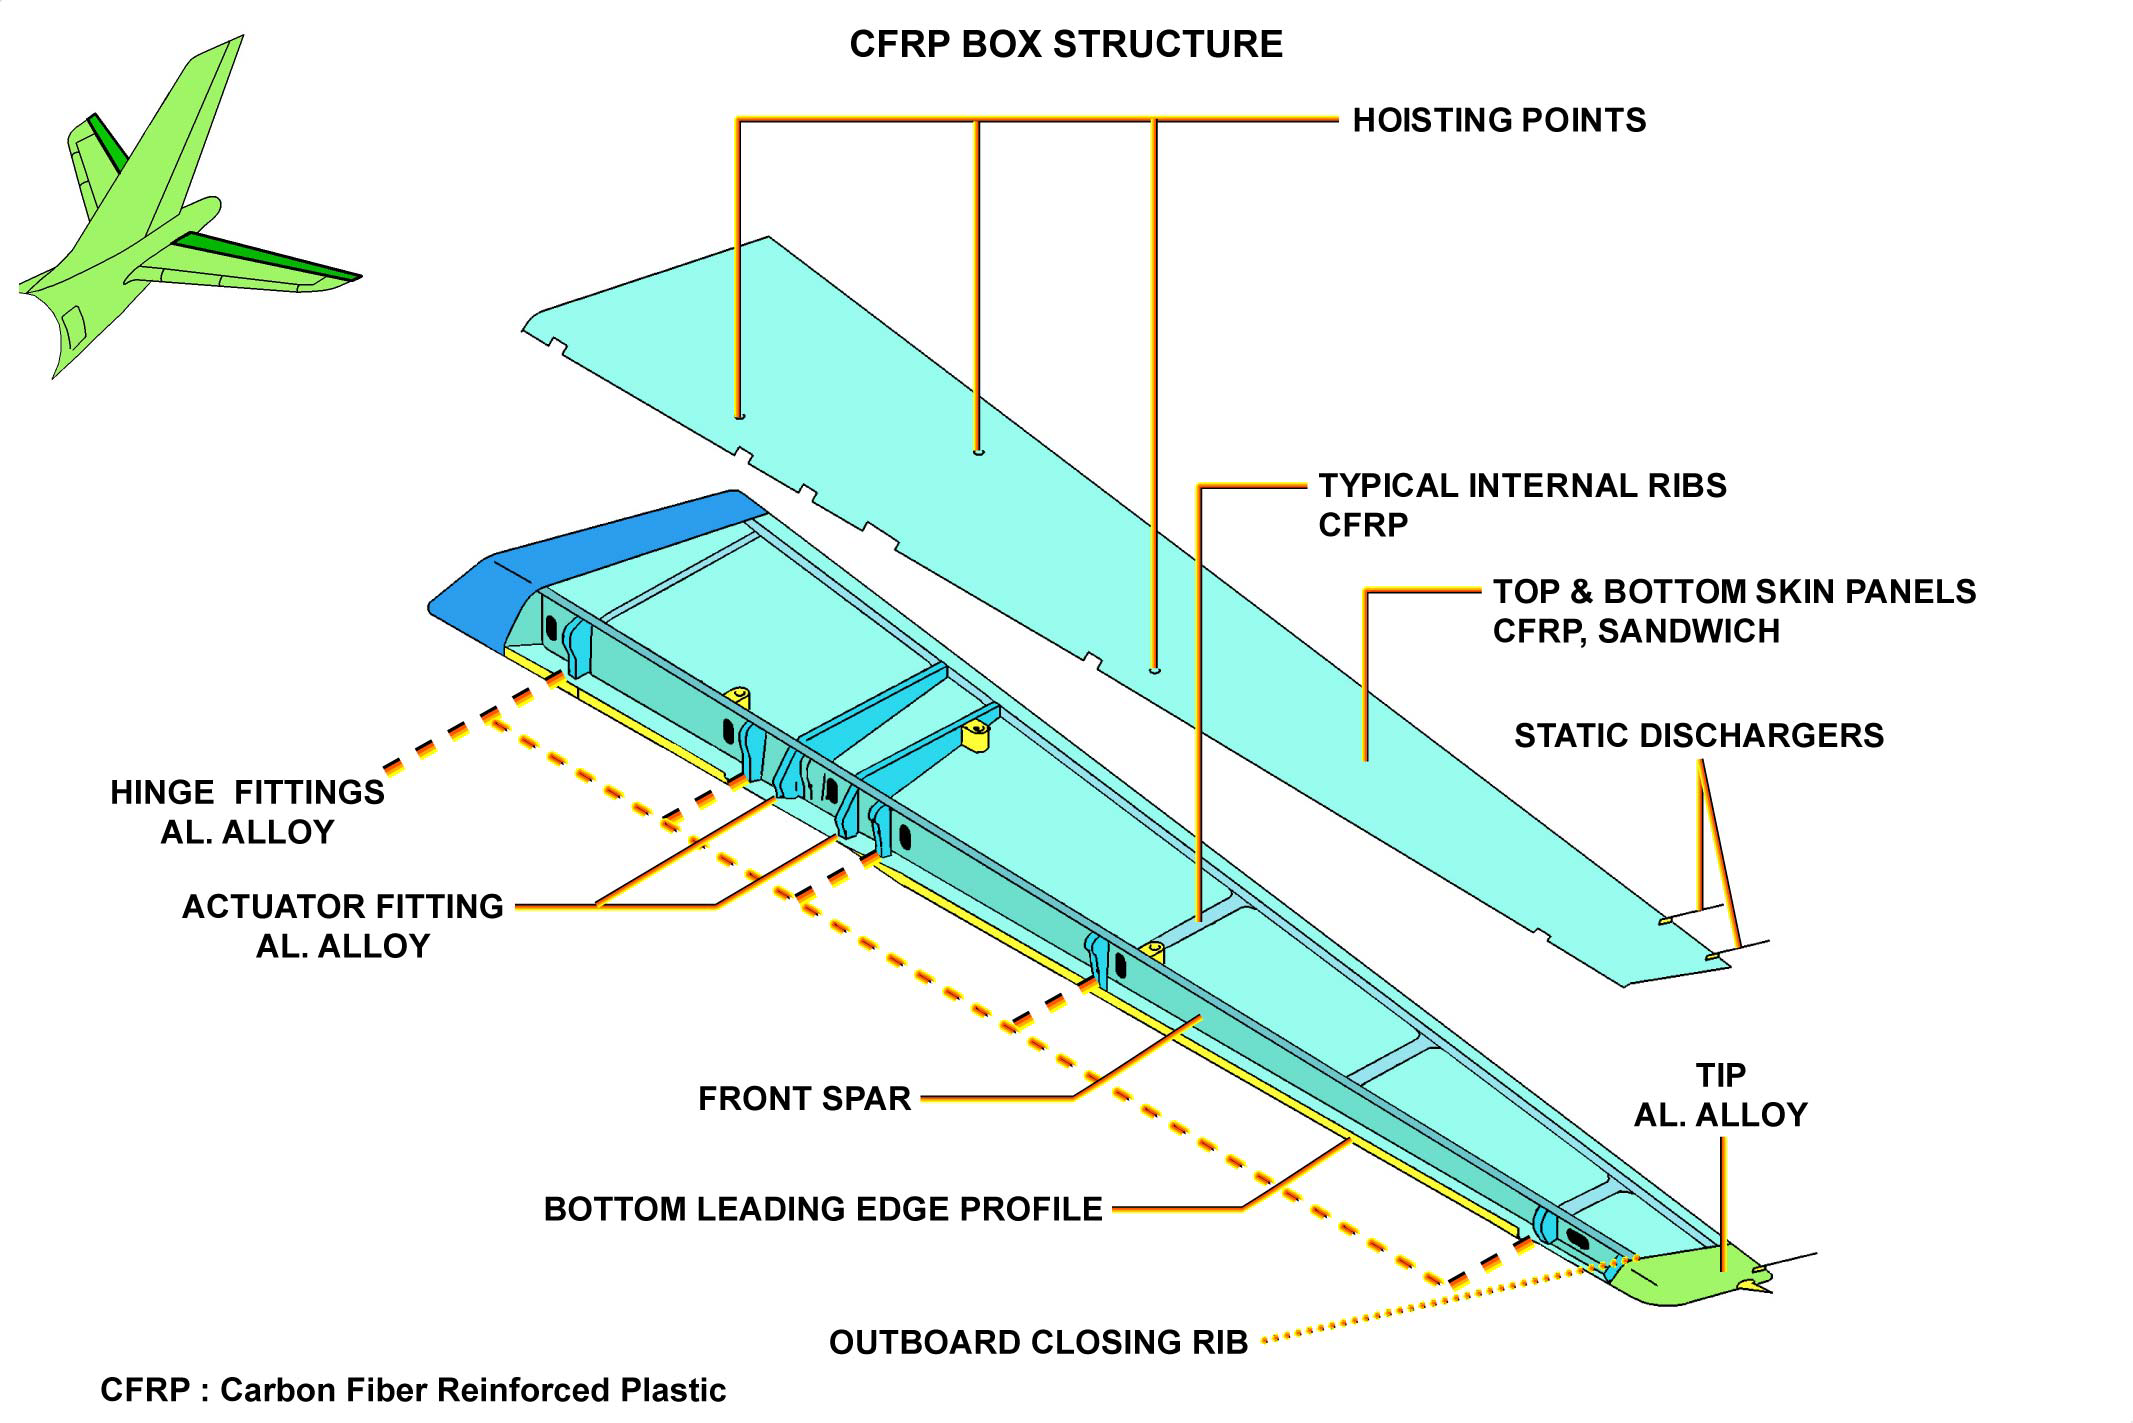 CFRP BOX STRUCTURE
HOISTING POINTS
TYPICAL INTERNAL RIBS
CFRP
TOP & BOTTOM SKIN PANELS
CFRP, SANDWICH
STATIC DISCHARGERS
HINGE FITTINGS
AL. ALLOY
ACTUATOR FITTING
AL. ALLOY
FRONT SPAR
TIP
AL. ALLOY
BOTTOM LEADING EDGE PROFILE
OUTBOARD CLOSING RIB
CFRP : Carbon Fiber Reinforced Plastic